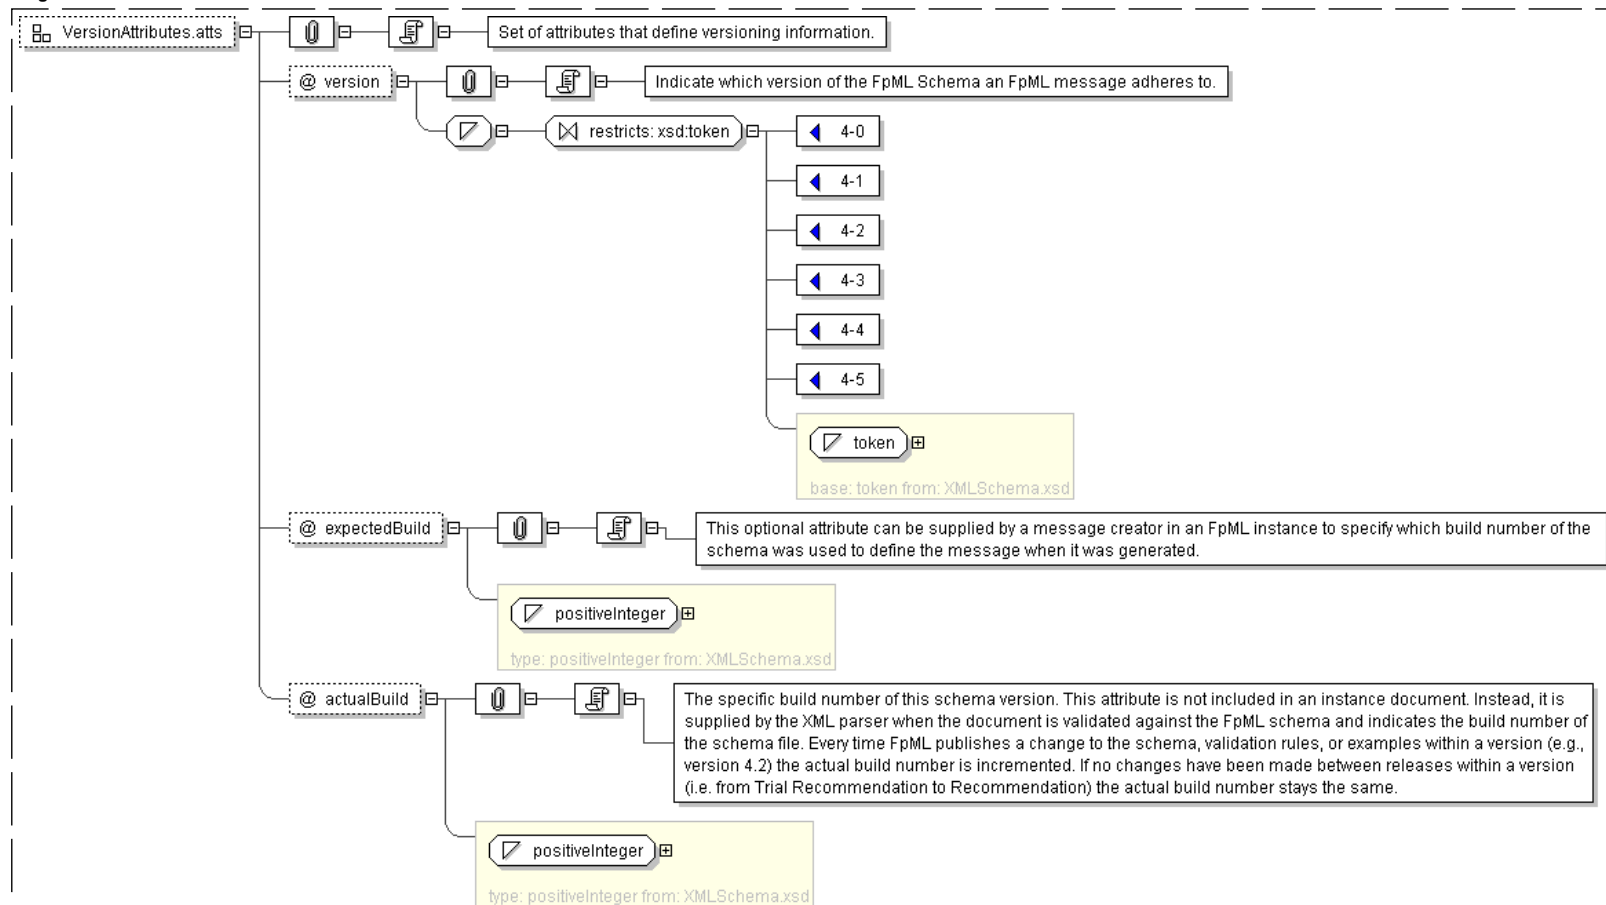 VersionAttributes.atts
Set of attributes that define versioning information.
@ version
Indicate which version of the FpML Schema an FpML message adheres to.
restricts: xsd:token
4-0
4-1
4-2
4-3
4-4
4-5
token
base: token from: XMLSchema.xsd
@ expectedBuild
This optional attribute can be supplied by a message creator in an FpML instance to specify which build number of the
schema was used to define the message when it was generated.
positiveInteger
type: positiveInteger from: XMLSchema.xsd
@ actualBuild
The specific build number of this schema version. This attribute is not included in an instance document. Instead, it is
supplied by the XML parser when the document is validated against the FpML schema and indicates the build number of
the schema file. Every time FpML publishes a change to the schema, validation rules, or examples within a version (e.g.,
version 4.2) the actual build number is incremented. If no changes have been made between releases within a version
(i.e. from Trial Recommendation to Recommendation) the actual build number stays the same.
positiveInteger
type: positiveInteger from: XMLSchema.xsd